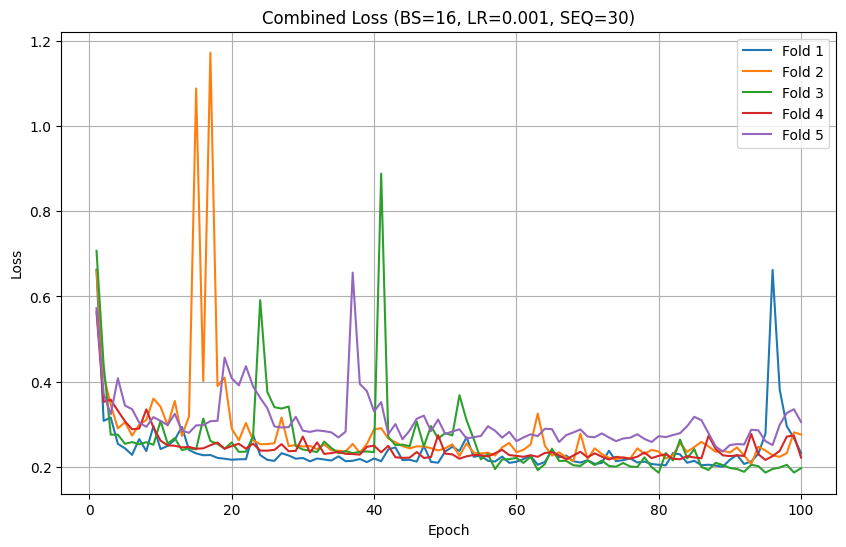 Combined Loss (BS=16, LR=0.001, SEQ=30)
Fold 1
Fold 2
Fold 3
Fold 4
Fold 5
1.2
1.0
0.8
0.6
0.4
0.2
Loss
0 20 40 60 80 100
Epoch